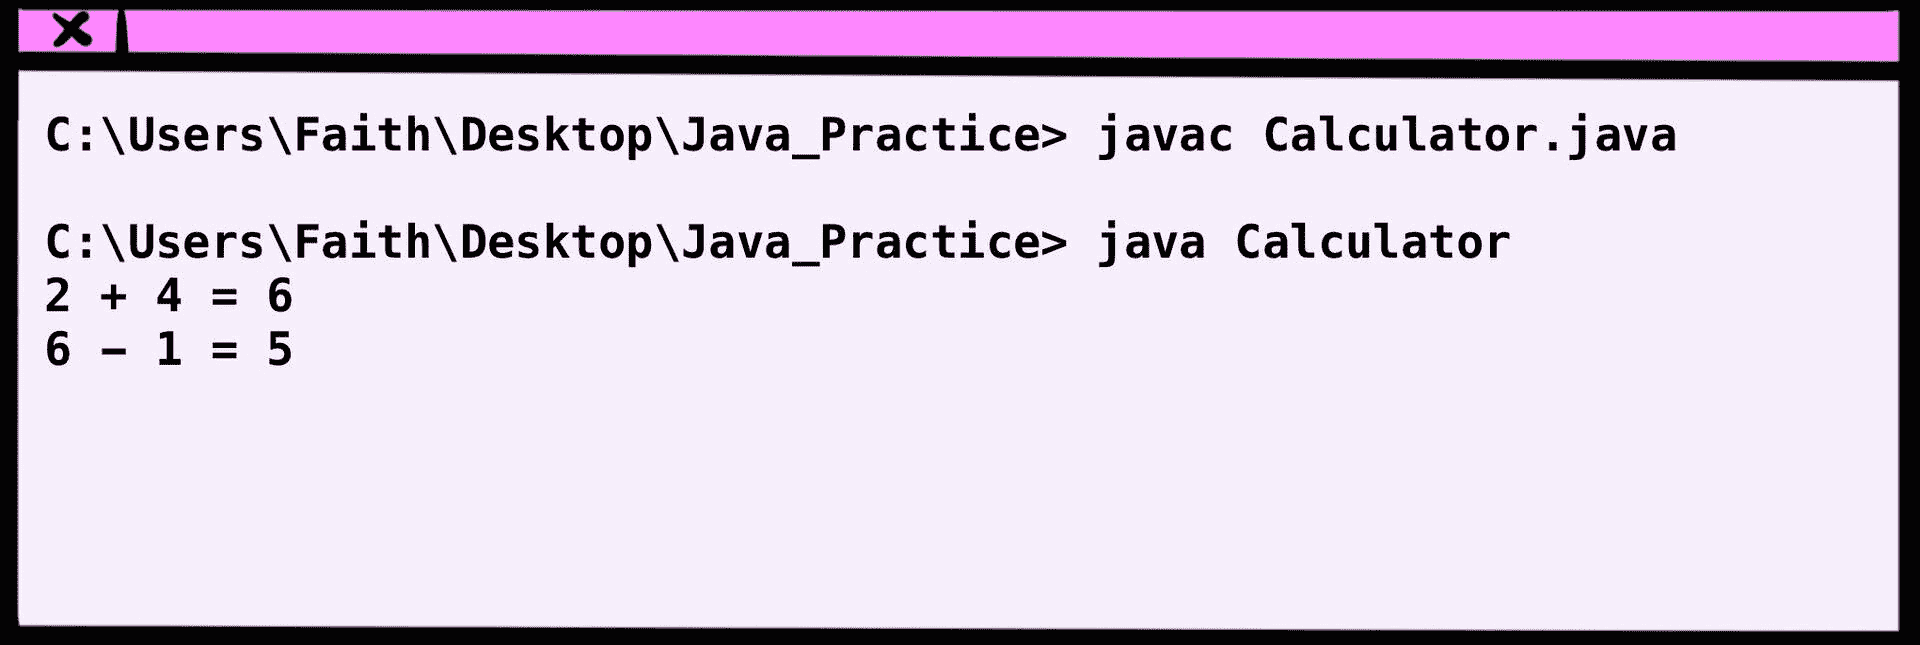 C:\Users\Faith\Desktop\Java_Practice> javac Calculator.java
C:\Users\Faith\Desktop\Java_Practice> java Calculator
2 + 4 = 6
6 − 1 = 5